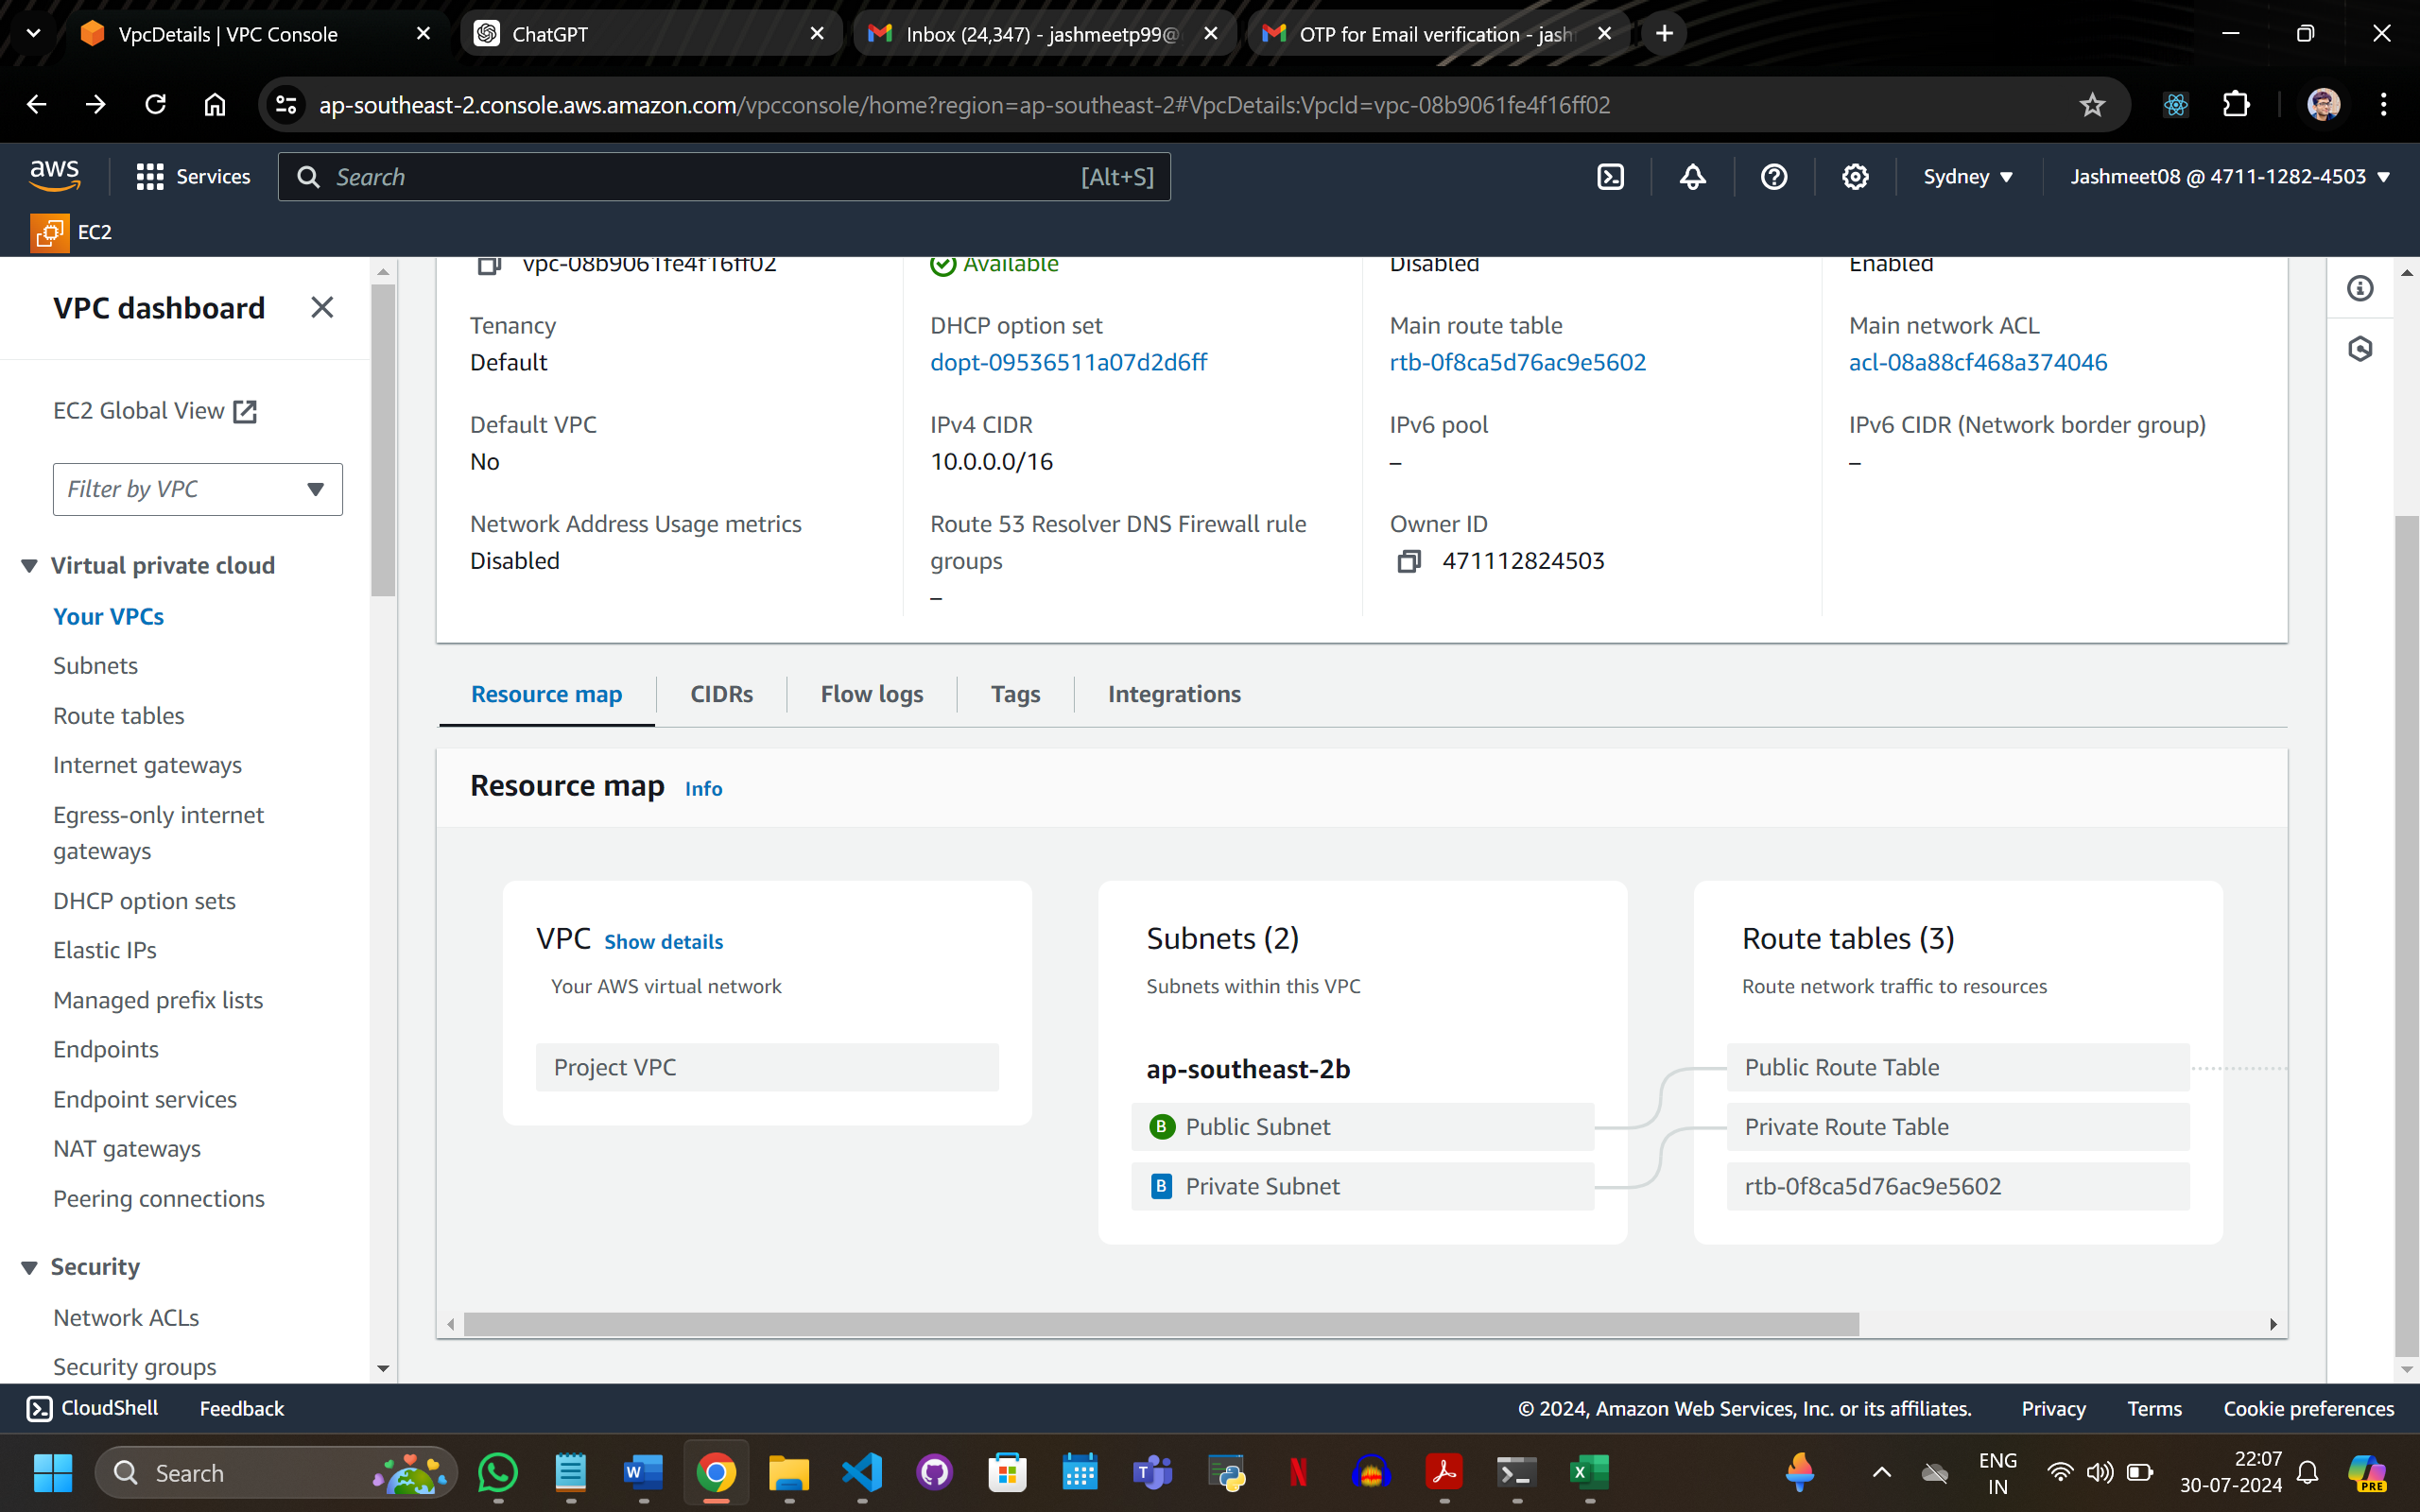 VpcDetails | VPC Console
ChatGPT
Inbox (24,347) - jashmeetp99@
OTP for Email verification - jash
ap-southeast-2.console.aws.amazon.com/vpcconsole/home?region=ap-southeast-2#VpcDetails:VpcId=vpc-08b9061fe4f16ff02
aws
Services
Search
[Alt+S]
Sydney
Jashmeet08 @ 4711-1282-4503
EC2
VPC dashboard
EC2 Global View
Filter by VPC
Virtual private cloud
Your VPCs
Subnets
Route tables
Internet gateways
Egress-only internet
gateways
DHCP option sets
Elastic IPs
Managed prefix lists
Endpoints
Endpoint services
NAT gateways
Peering connections
Security
Network ACLs
Security groups
vpc-08b9061fe4f16ff02
Available
Disabled
Enabled
Tenancy
Default
DHCP option set
dopt-09536511a07d2d6ff
Main route table
rtb-0f8ca5d76ac9e5602
Main network ACL
acl-08a88cf468a374046
Default VPC
No
IPv4 CIDR
10.0.0.0/16
IPv6 pool
–
IPv6 CIDR (Network border group)
–
Network Address Usage metrics
Disabled
Route 53 Resolver DNS Firewall rule
groups
–
Owner ID
471112824503
Resource map
CIDRs
Flow logs
Tags
Integrations
Resource map Info
VPC Show details
Your AWS virtual network
Project VPC
Subnets (2)
Subnets within this VPC
ap-southeast-2b
B Public Subnet
B Private Subnet
Route tables (3)
Route network traffic to resources
Public Route Table
Private Route Table
rtb-0f8ca5d76ac9e5602
CloudShell
Feedback
© 2024, Amazon Web Services, Inc. or its affiliates.
Privacy
Terms
Cookie preferences
Search
ENG
IN
22:07
30-07-2024
PRE